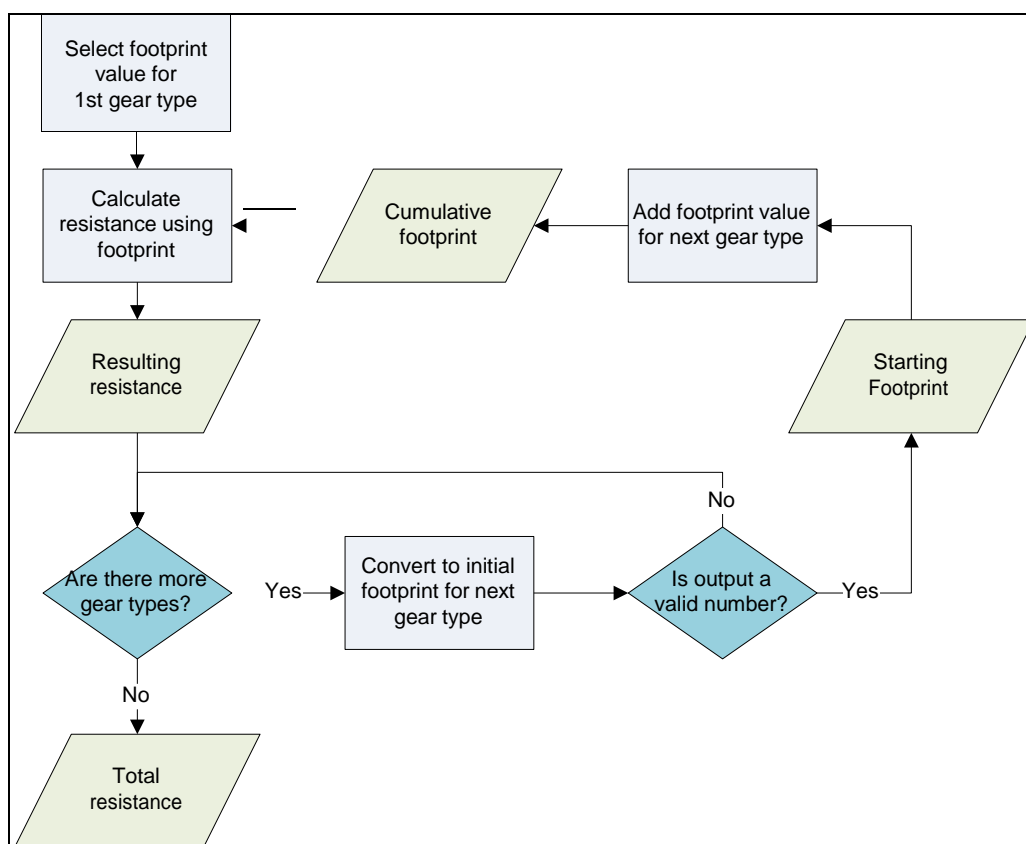 Select footprint
value for
1st gear type
Calculate
resistance using
footprint
Cumulative
footprint
Add footprint value
for next gear type
Resulting
resistance
Starting
Footprint
No
Are there more
gear types?
Yes
Convert to initial
footprint for next
gear type
Is output a
valid number?
Yes
No
Total
resistance